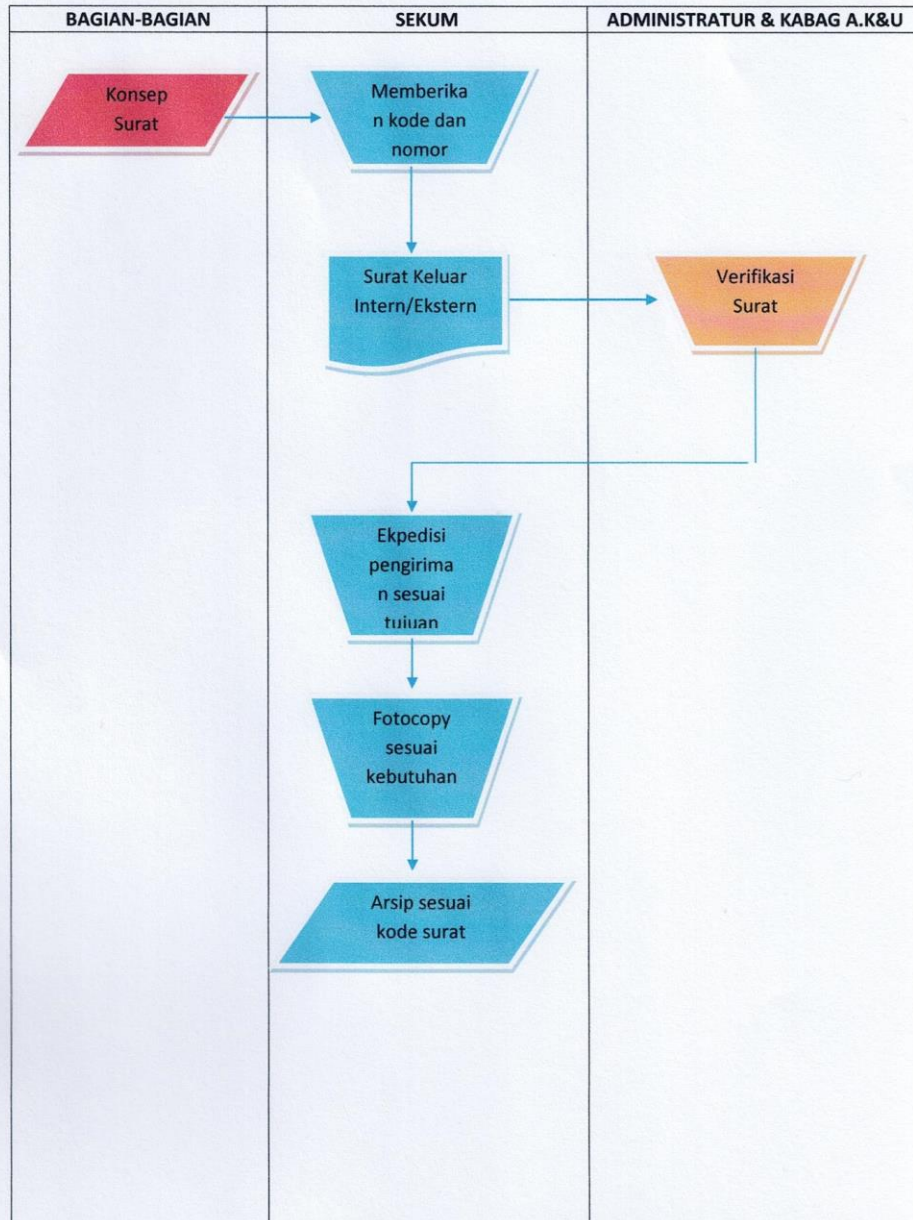 BAGIAN-BAGIAN
SEKUM
ADMINISTRATUR & KABAG A.K&U
Konsep
Surat
Memberika
n kode dan
nomor
Surat Keluar
Intern/Ekstern
Verifikasi
Surat
Ekpedisi
pengirima
n sesuai
tujuan
Fotocopy
sesuai
kebutuhan
Arsip sesuai
kode surat